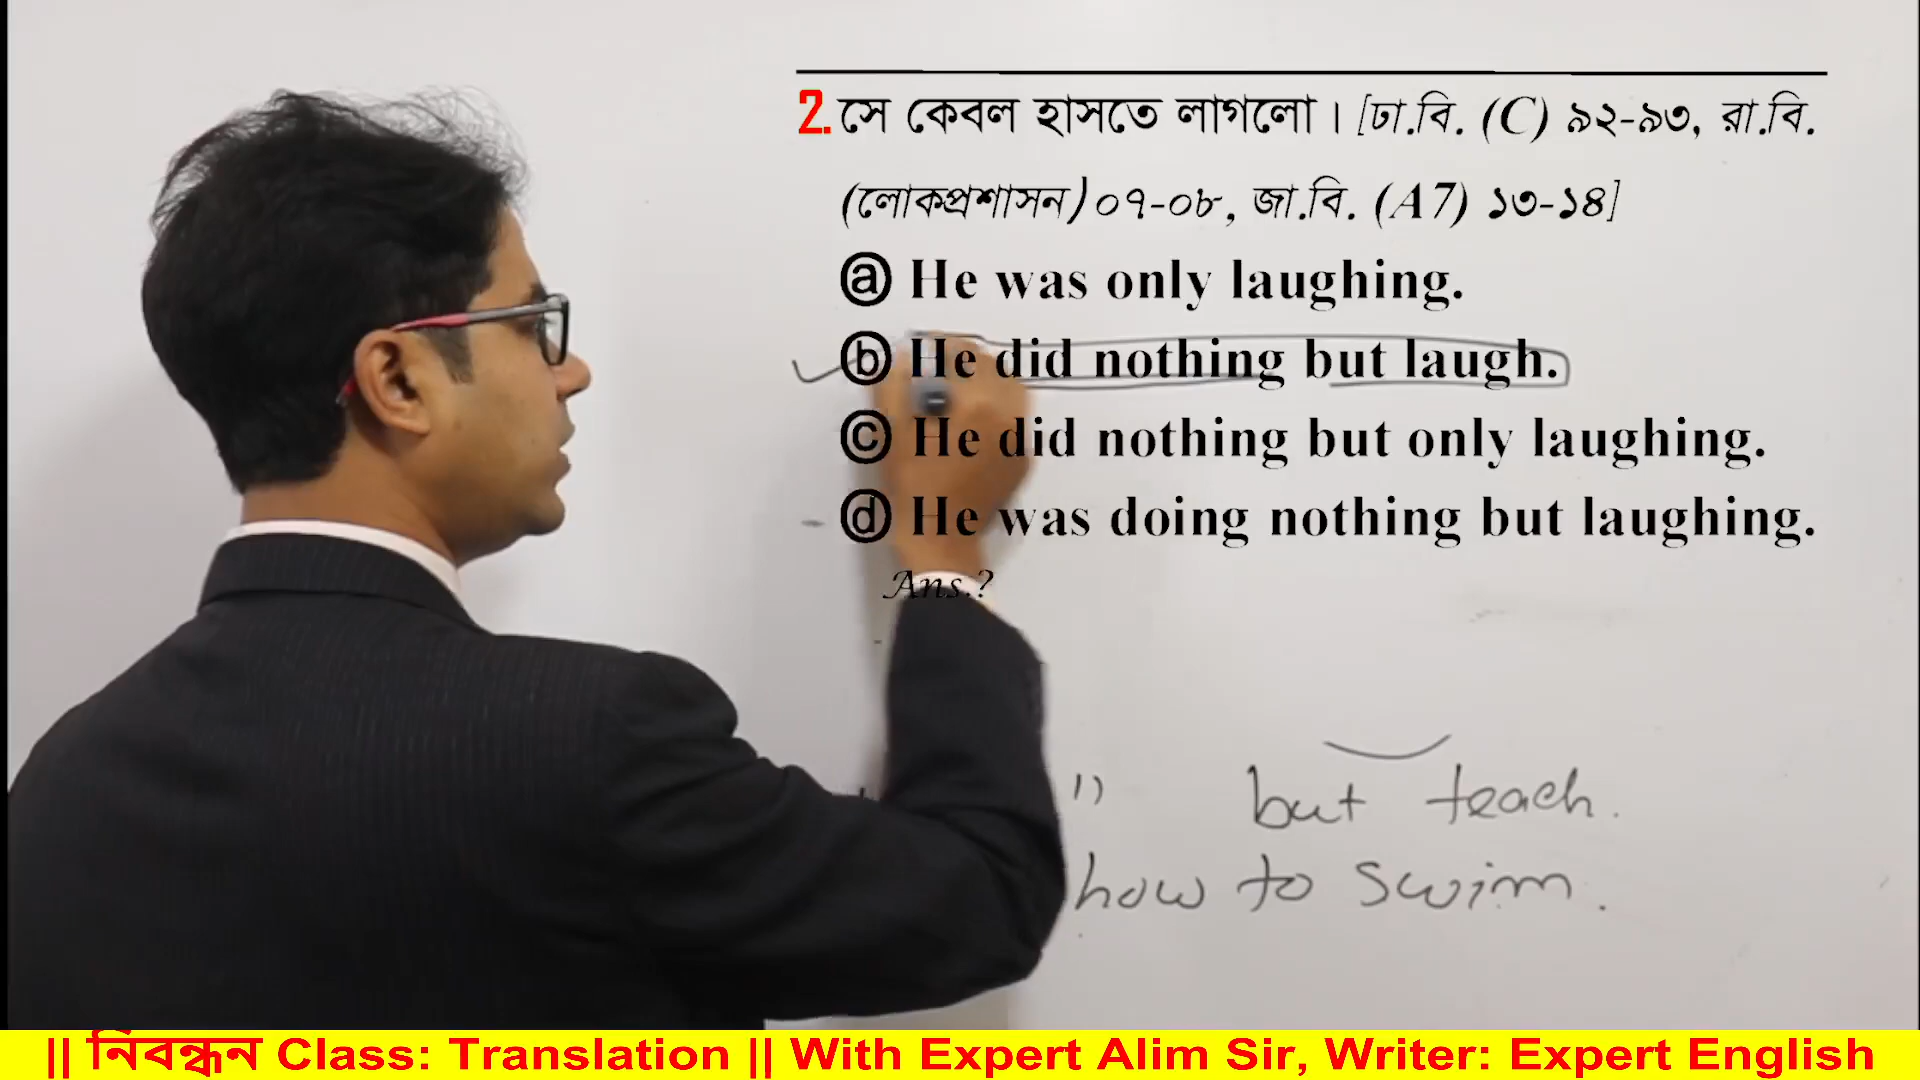 2. সে কেবল হাসতে লাগলো। [ঢা.বি. (C) ৯২-৯৩, রা.বি.
(লোকপ্রশাসন) ০৭-০৮, জা.বি. (A7) ১৩-১৪]
ⓐ He was only laughing.
ⓑ He did nothing but laugh.
ⓒ He did nothing but only laughing.
ⓓ He was doing nothing but laughing.
Ans.?
" but teach.
how to swim.
|| নিবন্ধন Class: Translation || With Expert Alim Sir, Writer: Expert English